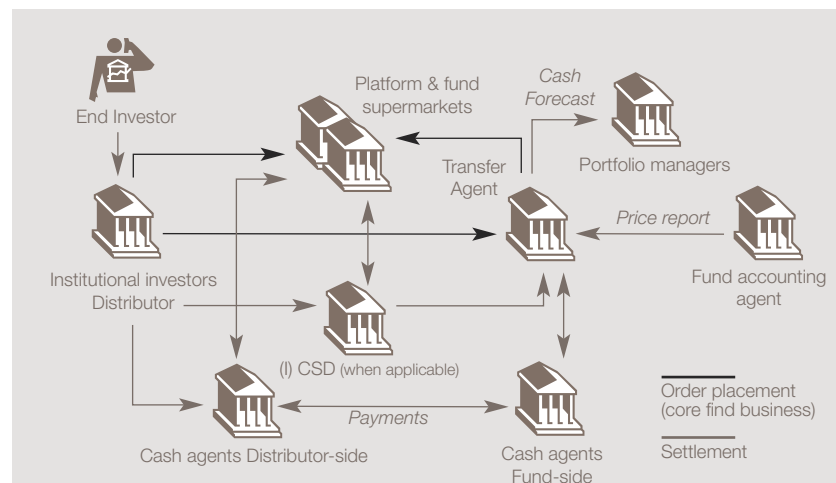 End Investor
Platform & fund
supermarkets
Cash
Forecast
Portfolio managers
Transfer
Agent
Price report
Institutional investors
Distributor
Fund accounting
agent
(I) CSD (when applicable)
Payments
Cash agents Distributor-side
Cash agents
Fund-side
Order placement
(core find business)
Settlement